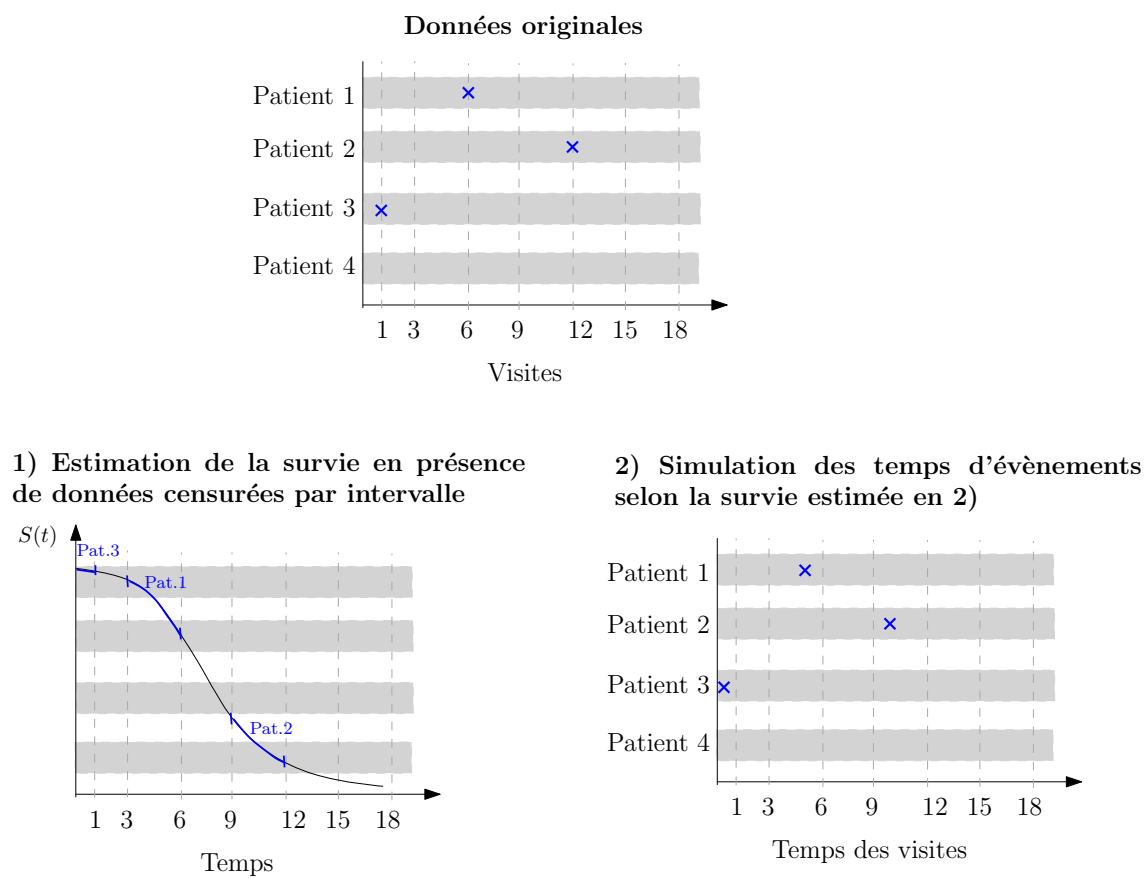 Données originales
Patient 1
Patient 2
Patient 3
Patient 4
1 3 6 9 12 15 18
Visites
1) Estimation de la survie en présence
de données censurées par intervalle
S(t)
Pat.3
Pat.1
Pat.2
1 3 6 9 12 15 18
Temps
2) Simulation des temps d'évènements
selon la survie estimée en 2)
Patient 1
Patient 2
Patient 3
Patient 4
1 3 6 9 12 15 18
Temps des visites